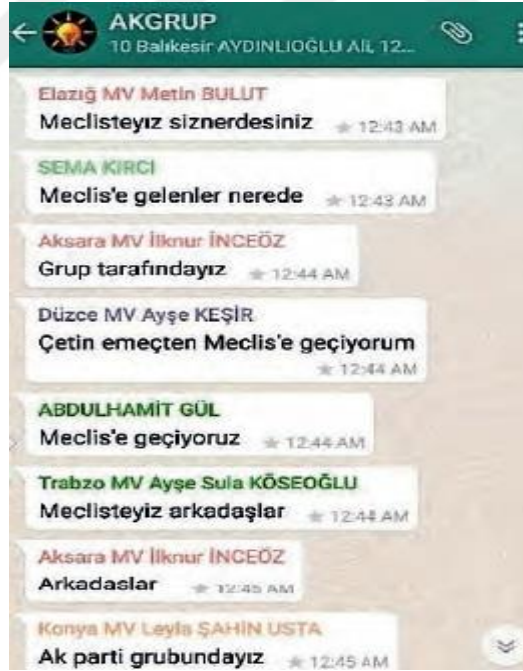 AKGRUP
10 Balıkesir AYDINLIOĞLU Ali, 12...
Elazığ MV Metin BULUT
Meclisteyız siznerdesiniz 12:43 AM
SEMA KIRCI
Meclis'e gelenler nerede 12:43 AM
Aksara MV İlknur İNCEÖZ
Grup tarafındayız 12:44 AM
Düzce MV Ayşe KEŞİR
Çetin emeçten Meclis'e geçiyorum
12:44 AM
ABDULHAMİT GÜL
Meclis'e geçiyoruz 12:44 AM
Trabzo MV Ayşe Sula KÖSEOĞLU
Meclisteyiz arkadaşlar 12:44 AM
Aksara MV İlknur İNCEÖZ
Arkadaslar 12:45 AM
Konya MV Leyla ŞAHİN USTA
Ak parti grubundayız 12:45 AM